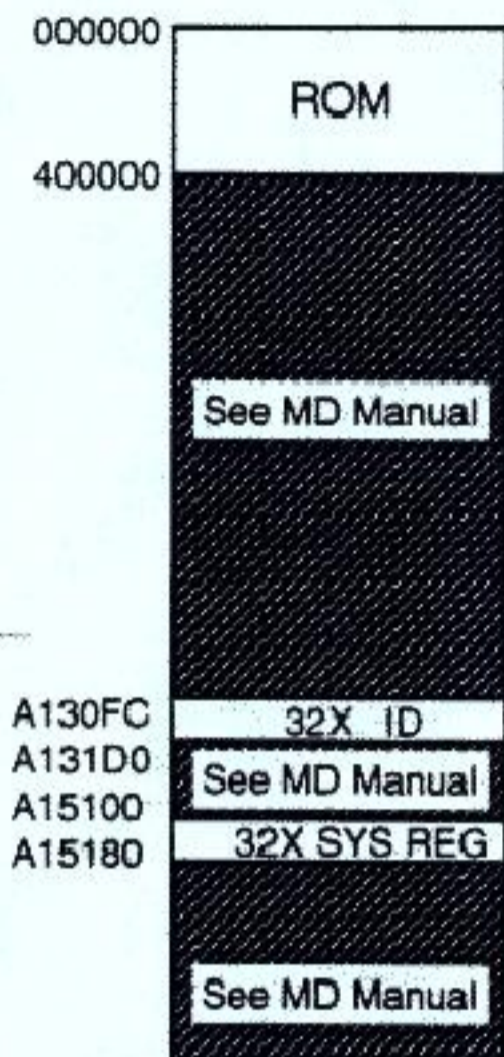 000000
ROM
400000
See MD Manual
A130FC
32X ID
A131D0
See MD Manual
A15100
32X SYS REG
A15180
See MD Manual